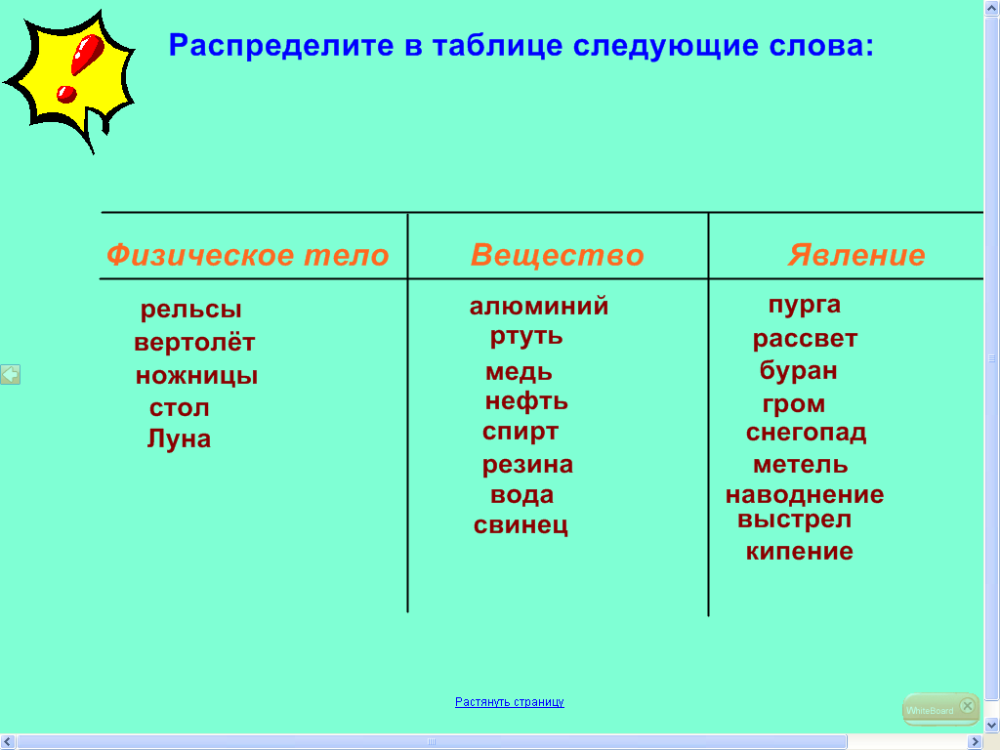 Распределите в таблице следующие слова:
Физическое тело Вещество Явление
рельсы алюминий пурга
вертолёт ртуть рассвет
ножницы медь буран
стол нефть гром
Луна спирт снегопад
резина метель
вода наводнение
свинец выстрел
кипение
Растянуть страницу
WhiteBoard